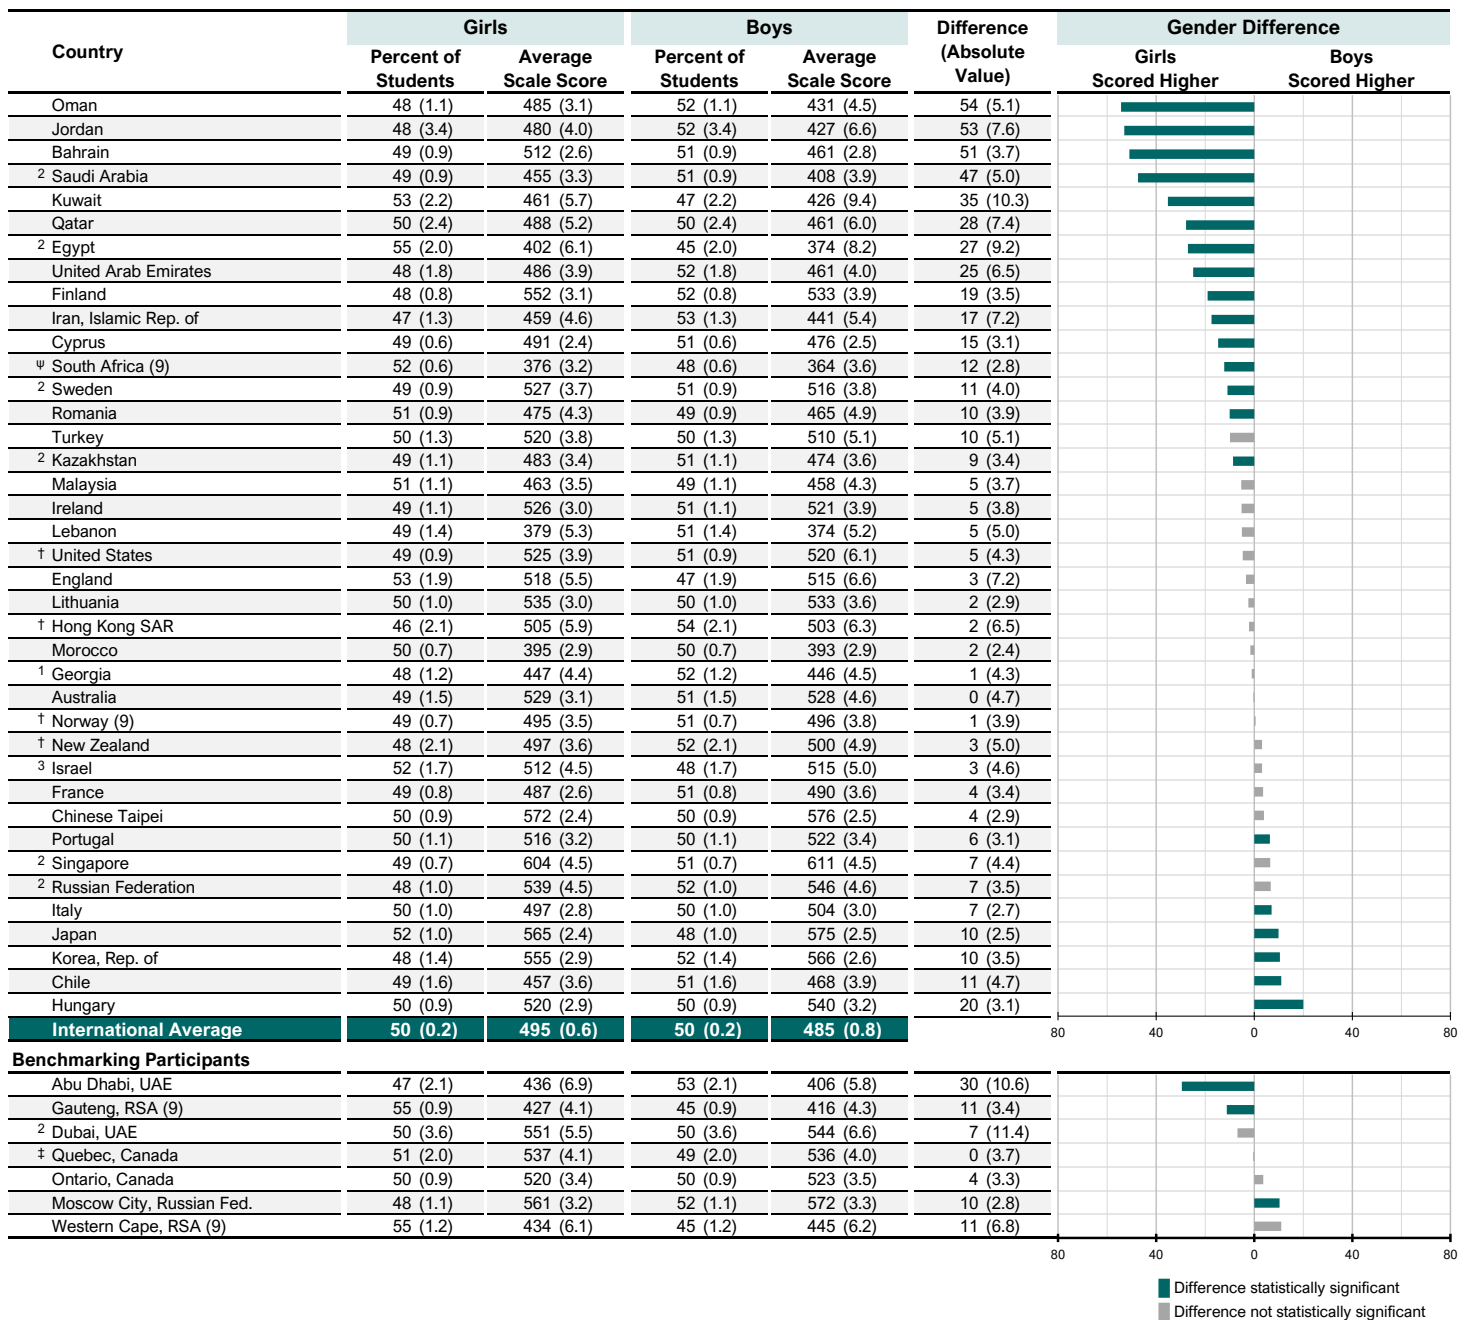 Country Girls Boys Difference (Absolute Value) Gender Difference
Percent of Students Average Scale Score Percent of Students Average Scale Score Girls Scored Higher Boys Scored Higher
Oman 48 (1.1) 485 (3.1) 52 (1.1) 431 (4.5) 54 (5.1)
Jordan 48 (3.4) 480 (4.0) 52 (3.4) 427 (6.6) 53 (7.6)
Bahrain 49 (0.9) 512 (2.6) 51 (0.9) 461 (2.8) 51 (3.7)
2 Saudi Arabia 49 (0.9) 455 (3.3) 51 (0.9) 408 (3.9) 47 (5.0)
Kuwait 53 (2.2) 461 (5.7) 47 (2.2) 426 (9.4) 35 (10.3)
Qatar 50 (2.4) 488 (5.2) 50 (2.4) 461 (6.0) 28 (7.4)
2 Egypt 55 (2.0) 402 (6.1) 45 (2.0) 374 (8.2) 27 (9.2)
United Arab Emirates 48 (1.8) 486 (3.9) 52 (1.8) 461 (4.0) 25 (6.5)
Finland 48 (0.8) 552 (3.1) 52 (0.8) 533 (3.9) 19 (3.5)
Iran, Islamic Rep. of 47 (1.3) 459 (4.6) 53 (1.3) 441 (5.4) 17 (7.2)
Cyprus 49 (0.6) 491 (2.4) 51 (0.6) 476 (2.5) 15 (3.1)
ψ South Africa (9) 52 (0.6) 376 (3.2) 48 (0.6) 364 (3.6) 12 (2.8)
2 Sweden 49 (0.9) 527 (3.7) 51 (0.9) 516 (3.8) 11 (4.0)
Romania 51 (0.9) 475 (4.3) 49 (0.9) 465 (4.9) 10 (3.9)
Turkey 50 (1.3) 520 (3.8) 50 (1.3) 510 (5.1) 10 (5.1)
2 Kazakhstan 49 (1.1) 483 (3.4) 51 (1.1) 474 (3.6) 9 (3.4)
Malaysia 51 (1.1) 463 (3.5) 49 (1.1) 458 (4.3) 5 (3.7)
Ireland 49 (1.1) 526 (3.0) 51 (1.1) 521 (3.9) 5 (3.8)
Lebanon 49 (1.4) 379 (5.3) 51 (1.4) 374 (5.2) 5 (5.0)
† United States 49 (0.9) 525 (3.9) 51 (0.9) 520 (6.1) 5 (4.3)
England 53 (1.9) 518 (5.5) 47 (1.9) 515 (6.6) 3 (7.2)
Lithuania 50 (1.0) 535 (3.0) 50 (1.0) 533 (3.6) 2 (2.9)
† Hong Kong SAR 46 (2.1) 505 (5.9) 54 (2.1) 503 (6.3) 2 (6.5)
Morocco 50 (0.7) 395 (2.9) 50 (0.7) 393 (2.9) 2 (2.4)
1 Georgia 48 (1.2) 447 (4.4) 52 (1.2) 446 (4.5) 1 (4.3)
Australia 49 (1.5) 529 (3.1) 51 (1.5) 528 (4.6) 0 (4.7)
† Norway (9) 49 (0.7) 495 (3.5) 51 (0.7) 496 (3.8) 1 (3.9)
† New Zealand 48 (2.1) 497 (3.6) 52 (2.1) 500 (4.9) 3 (5.0)
3 Israel 52 (1.7) 512 (4.5) 48 (1.7) 515 (5.0) 3 (4.6)
France 49 (0.8) 487 (2.6) 51 (0.8) 490 (3.6) 4 (3.4)
Chinese Taipei 50 (0.9) 572 (2.4) 50 (0.9) 576 (2.5) 4 (2.9)
Portugal 50 (1.1) 516 (3.2) 50 (1.1) 522 (3.4) 6 (3.1)
2 Singapore 49 (0.7) 604 (4.5) 51 (0.7) 611 (4.5) 7 (4.4)
2 Russian Federation 48 (1.0) 539 (4.5) 52 (1.0) 546 (4.6) 7 (3.5)
Italy 50 (1.0) 497 (2.8) 50 (1.0) 504 (3.0) 7 (2.7)
Japan 52 (1.0) 565 (2.4) 48 (1.0) 575 (2.5) 10 (2.5)
Korea, Rep. of 48 (1.4) 555 (2.9) 52 (1.4) 566 (2.6) 10 (3.5)
Chile 49 (1.6) 457 (3.6) 51 (1.6) 468 (3.9) 11 (4.7)
Hungary 50 (0.9) 520 (2.9) 50 (0.9) 540 (3.2) 20 (3.1)
International Average 50 (0.2) 495 (0.6) 50 (0.2) 485 (0.8)
80 40 0 40 80
Benchmarking Participants
Abu Dhabi, UAE 47 (2.1) 436 (6.9) 53 (2.1) 406 (5.8) 30 (10.6)
Gauteng, RSA (9) 55 (0.9) 427 (4.1) 45 (0.9) 416 (4.3) 11 (3.4)
2 Dubai, UAE 50 (3.6) 551 (5.5) 50 (3.6) 544 (6.6) 7 (11.4)
‡ Quebec, Canada 51 (2.0) 537 (4.1) 49 (2.0) 536 (4.0) 0 (3.7)
Ontario, Canada 50 (0.9) 520 (3.4) 50 (0.9) 523 (3.5) 4 (3.3)
Moscow City, Russian Fed. 48 (1.1) 561 (3.2) 52 (1.1) 572 (3.3) 10 (2.8)
Western Cape, RSA (9) 55 (1.2) 434 (6.1) 45 (1.2) 445 (6.2) 11 (6.8)
80 40 0 40 80
Difference statistically significant
Difference not statistically significant